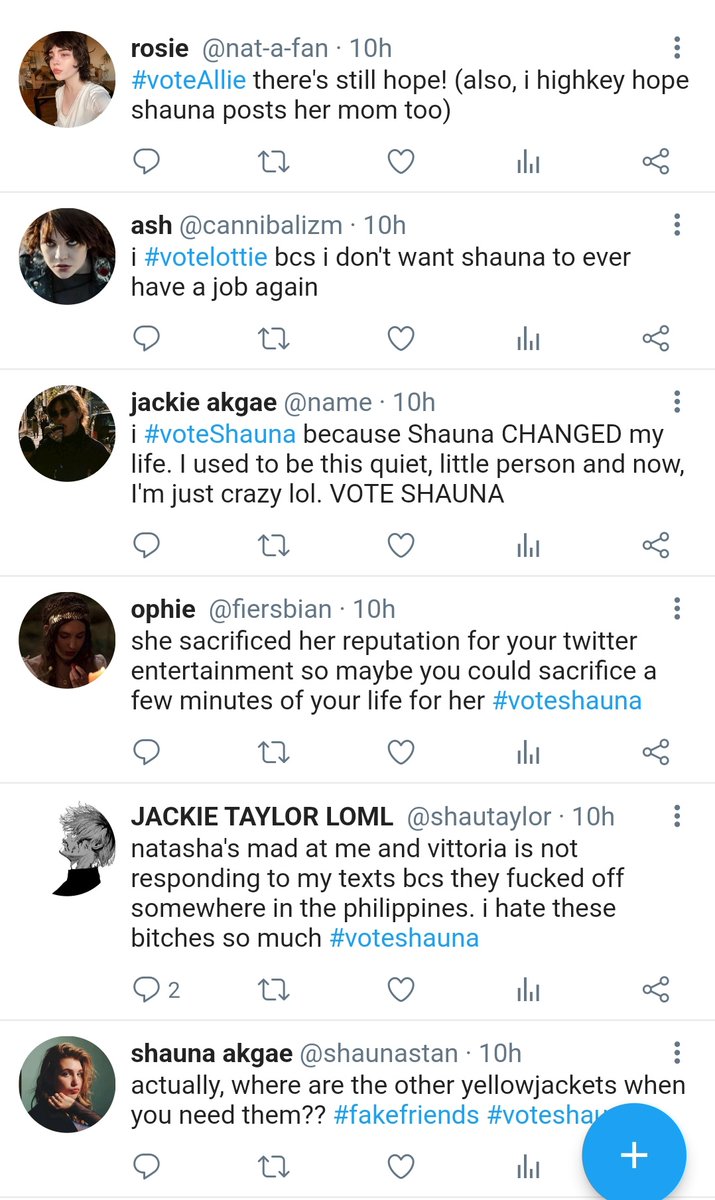 rosie @nat-a-fan · 10h
#voteAllie there's still hope! (also, i highkey hope
shauna posts her mom too)
ash @cannibalizm · 10h
i #votelottie bcs i don't want shauna to ever
have a job again
jackie akgae @name · 10h
i #voteShauna because Shauna CHANGED my
life. I used to be this quiet, little person and now,
I'm just crazy lol. VOTE SHAUNA
ophie @fiersbian · 10h
she sacrificed her reputation for your twitter
entertainment so maybe you could sacrifice a
few minutes of your life for her #voteshauna
JACKIE TAYLOR LOML @shautaylor · 10h
natasha's mad at me and vittoria is not
responding to my texts bcs they fucked off
somewhere in the philippines. i hate these
bitches so much #voteshauna
2
shauna akgae @shaunastan · 10h
actually, where are the other yellowjackets when
you need them?? #fakefriends